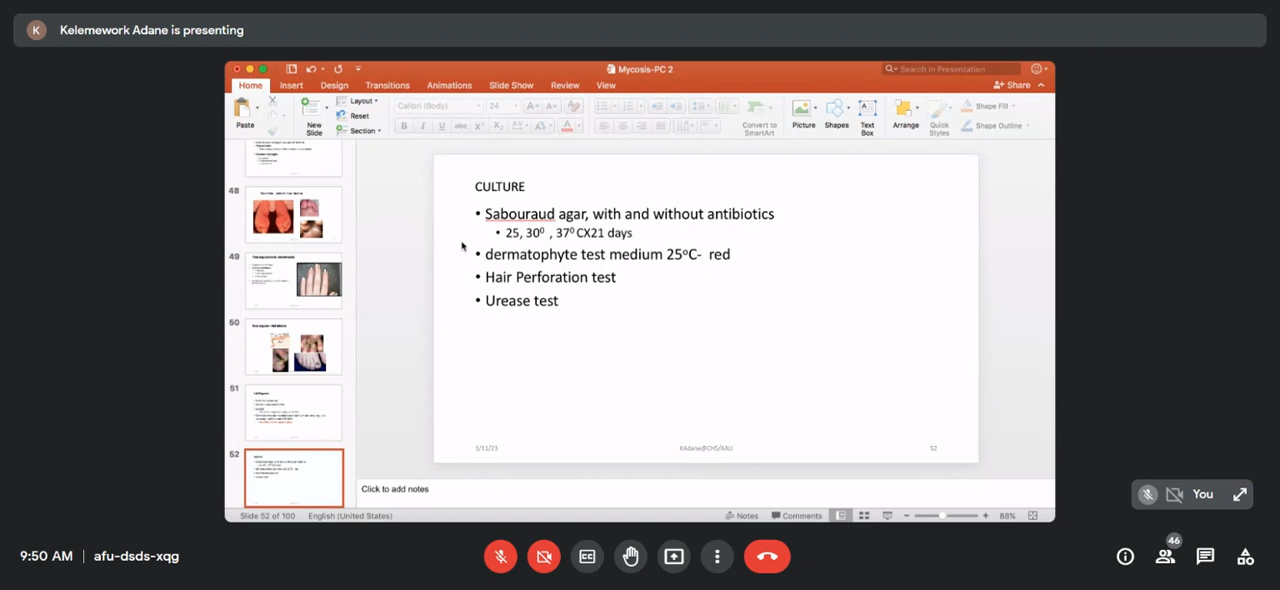 K
Kelemework Adane is presenting
Mycosis-PC 2
Search in Presentation
Home Insert Design Transitions Animations Slide Show Review View
Share
Paste
New Slide
Layout
Reset
Section
Calibri (Body) 24
Convert to SmartArt
Picture
Shapes
Text Box
Arrange
Quick Styles
Shape Fill
Shape Outline
48
49
50
51
52
CULTURE
• Sabouraud agar, with and without antibiotics
• 25, 30⁰ , 37⁰ CX21 days
• dermatophyte test medium 25°C- red
• Hair Perforation test
• Urease test
1/11/23 KAdane@CHS/AAU 52
Click to add notes
Slide 52 of 100 English (United States) Notes Comments 88%
You
9:50 AM | afu-dsds-xqg
46